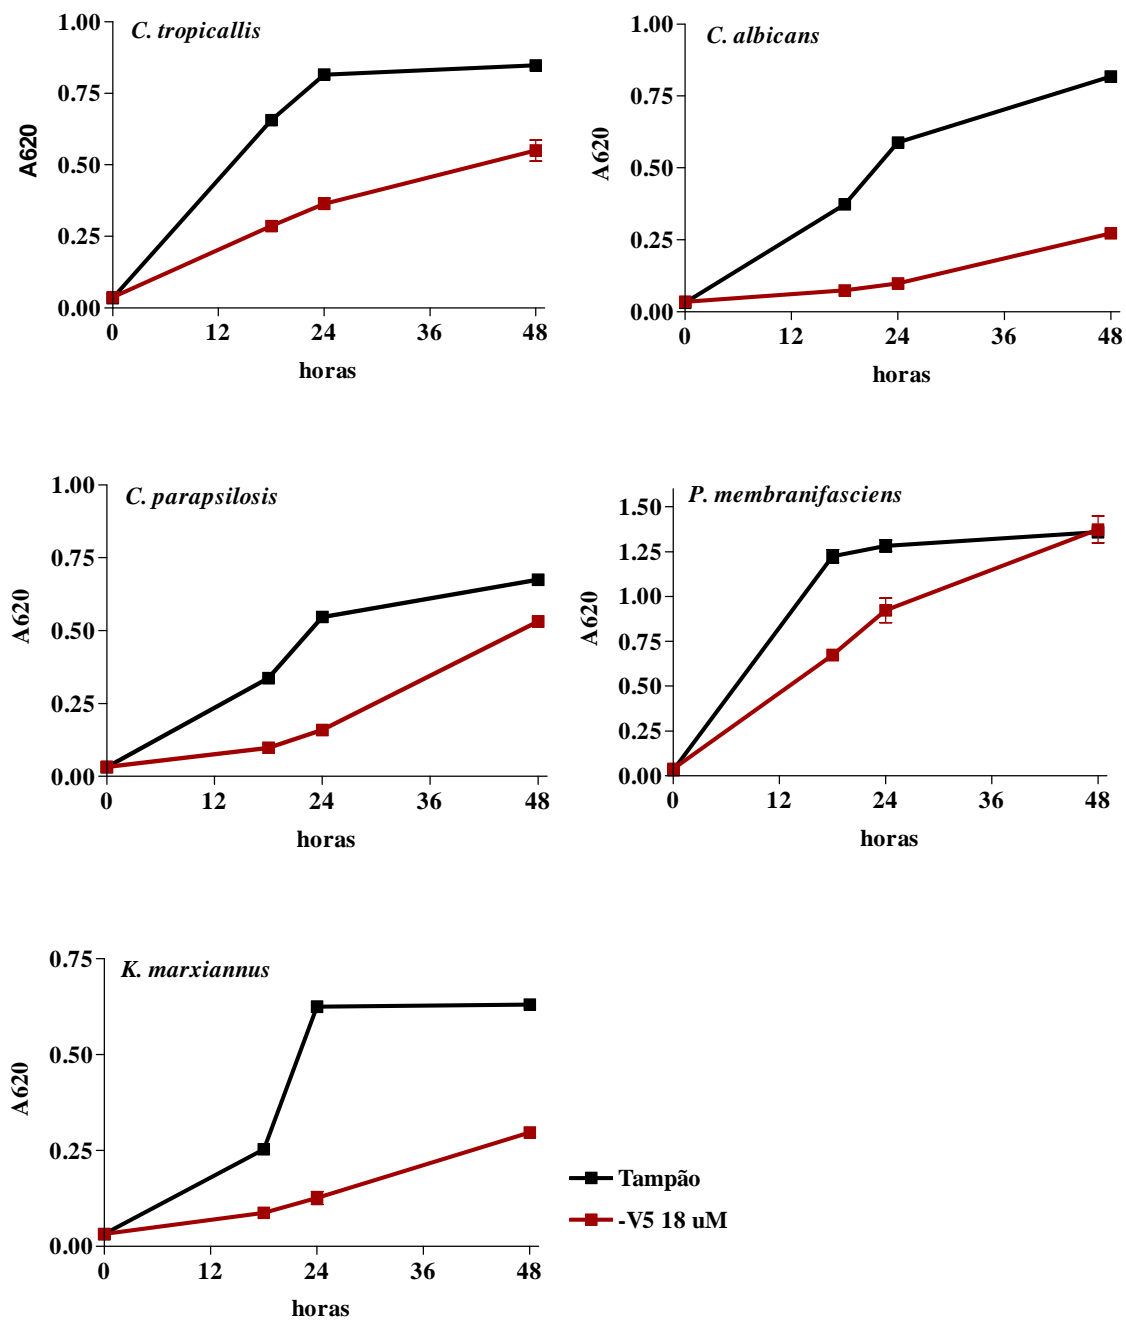 C. tropicallis
1.00
0.75
0.50
0.25
0.00
A620
0 12 24 36 48
horas
C. albicans
1.00
0.75
0.50
0.25
0.00
A620
0 12 24 36 48
horas
C. parapsilosis
1.00
0.75
0.50
0.25
0.00
A620
0 12 24 36 48
horas
P. membranifasciens
1.50
1.25
1.00
0.75
0.50
0.25
0.00
A620
0 12 24 36 48
horas
K. marxiannus
0.75
0.50
0.25
0.00
A620
0 12 24 36 48
horas
Tampão
-V5 18 uM